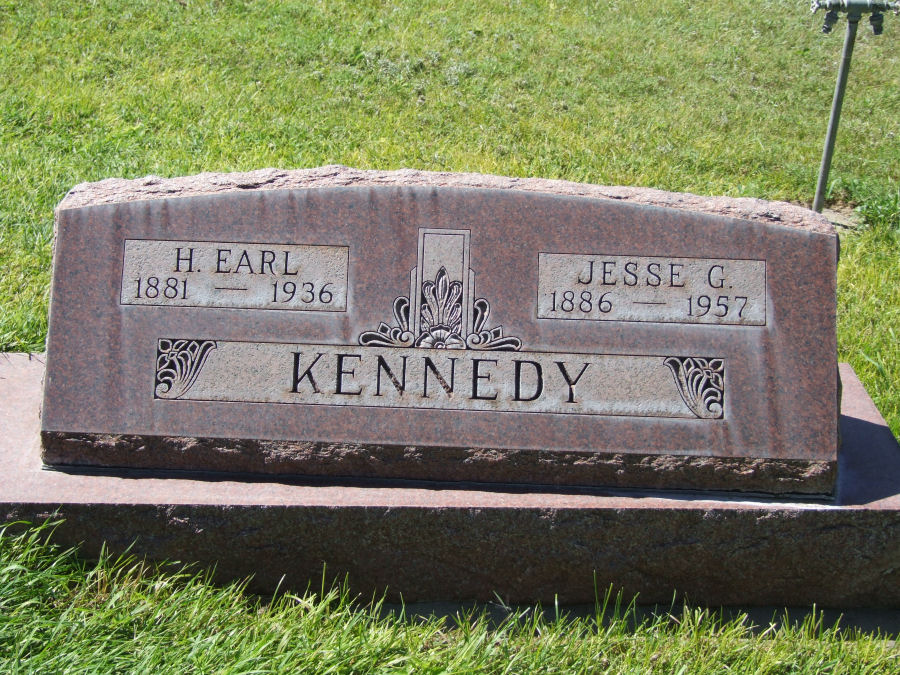 H. EARL
1881 — 1936
JESSE G.
1886 — 1957
KENNEDY